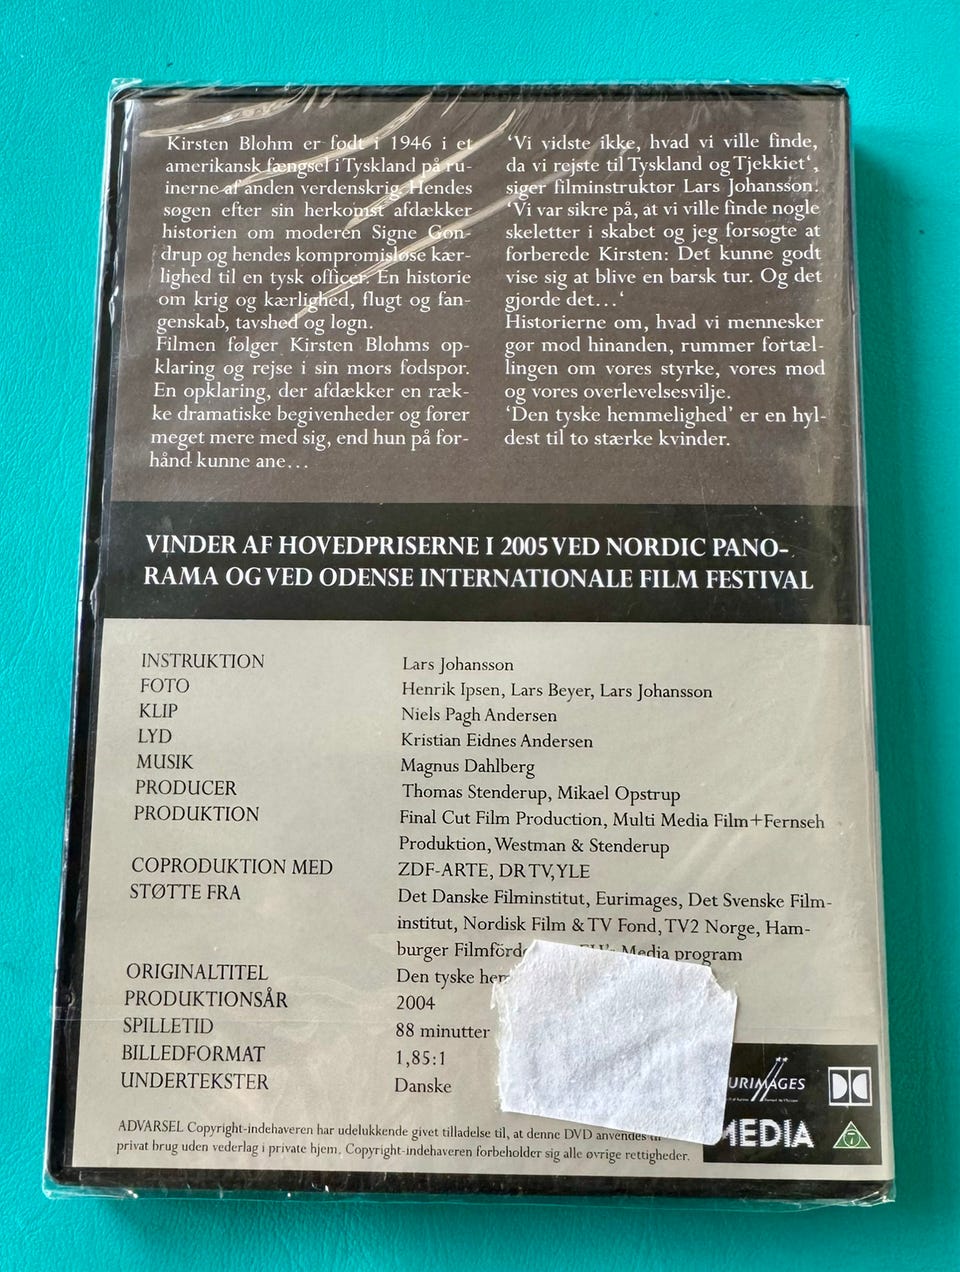 Kirsten Blohm er født i 1946 i et
amerikansk fængsel i Tyskland på ru-
inerne af anden verdenskrig. Hendes
søgen efter sin herkomst afdækker
historien om moderen Signe Gon-
drup og hendes kompromisløse kær-
lighed til en tysk officer. En historie
om krig og kærlighed, flugt og fan-
genskab, tavshed og løgn.
Filmen følger Kirsten Blohms op-
klaring og rejse i sin mors fodspor.
En opklaring, der afdækker en ræk-
ke dramatiske begivenheder og fører
meget mere med sig, end hun på for-
hånd kunne ane...
‘Vi vidste ikke, hvad vi ville finde,
da vi rejste til Tyskland og Tjekkiet‘,
siger filminstruktor Lars Johansson.
‘Vi var sikre på, at vi ville finde nogle
skeletter i skabet og jeg forsøgte at
forberede Kirsten: Det kunne godt
vise sig at blive en barsk tur. Og det
gjorde det...‘
Historierne om, hvad vi mennesker
gør mod hinanden, rummer fortæl-
lingen om vores styrke, vores mod
og vores overlevelsesvilje.
‘Den tyske hemmelighed’ er en hyl-
dest til to stærke kvinder.
VINDER AF HOVEDPRISERNE I 2005 VED NORDIC PANO-
RAMA OG VED ODENSE INTERNATIONALE FILM FESTIVAL
INSTRUKTION Lars Johansson
FOTO Henrik Ipsen, Lars Beyer, Lars Johansson
KLIP Niels Pagh Andersen
LYD Kristian Eidnes Andersen
MUSIK Magnus Dahlberg
PRODUCER Thomas Stenderup, Mikael Opstrup
PRODUKTION Final Cut Film Production, Multi Media Film+Fernseh
Produktion, Westman & Stenderup
COPRODUKTION MED ZDF-ARTE, DR TV, YLE
STØTTE FRA Det Danske Filminstitut, Eurimages, Det Svenske Film-
institut, Nordisk Film & TV Fond, TV2 Norge, Ham-
burger Media program
ORIGINALTITEL Den tyske
PRODUKTIONSÅR 2004
SPILLETID 88 minutter
BILLEDFORMAT 1,85:1
UNDERTEKSTER Danske
ADVARSEL Copyright-indehaveren har udelukkende givet tilladelse til, at denne DVD anvendes
privat brug uden vederlag i private hjem. Copyright-indehaveren forbeholder sig alle øvrige rettigheder.
URIMAGES
MEDIA
7